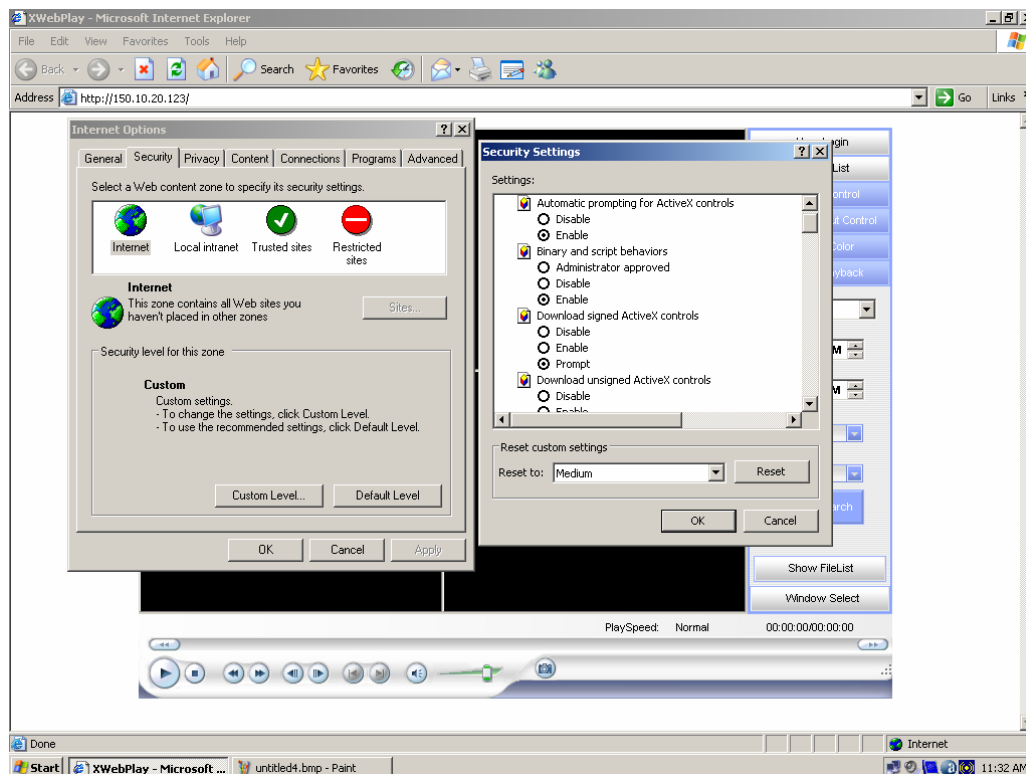 XWebPlay - Microsoft Internet Explorer
File Edit View Favorites Tools Help
Back Search Favorites
Address http://150.10.20.123/ Go Links
Internet Options
General Security Privacy Content Connections Programs Advanced
Select a Web content zone to specify its security settings.
Internet Local intranet Trusted sites Restricted sites
Internet
This zone contains all Web sites you
haven't placed in other zones
Sites...
Security level for this zone
Custom
Custom settings.
- To change the settings, click Custom Level.
- To use the recommended settings, click Default Level.
Custom Level... Default Level
OK Cancel Apply
Security Settings
Settings:
Automatic prompting for ActiveX controls
Disable
Enable
Binary and script behaviors
Administrator approved
Disable
Enable
Download signed ActiveX controls
Disable
Enable
Prompt
Download unsigned ActiveX controls
Disable
Enable
Reset custom settings
Reset to: Medium Reset
OK Cancel
gin
List
ontrol
ut Control
Color
yback
M
M
arch
Show FileList
Window Select
PlaySpeed: Normal 00:00:00/00:00:00
Done Internet
Start XWebPlay - Microsoft ... untitled4.bmp - Paint 11:32 AM